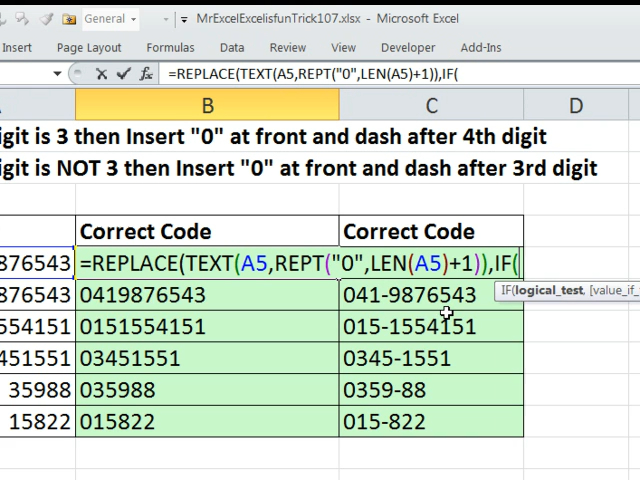 General MrExcelExcelisfunTrick107.xlsx - Microsoft Excel
Insert Page Layout Formulas Data Review Developer Add-Ins
fx =REPLACE(TEXT(A5,REPT("0",LEN(A5)+1)),IF(
B C D
igit is 3 then Insert "0" at front and dash after 4th digit
igit is NOT 3 then Insert "0" at front and dash after 3rd digit
Correct Code Correct Code
876543 =REPLACE(TEXT(A5,REPT("0",LEN(A5)+1)),IF(
876543 0419876543 041-9876543
IF(logical_test, [value_if_
554151 0151554151 015-1554151
451551 03451551 0345-1551
35988 035988 0359-88
15822 015822 015-822